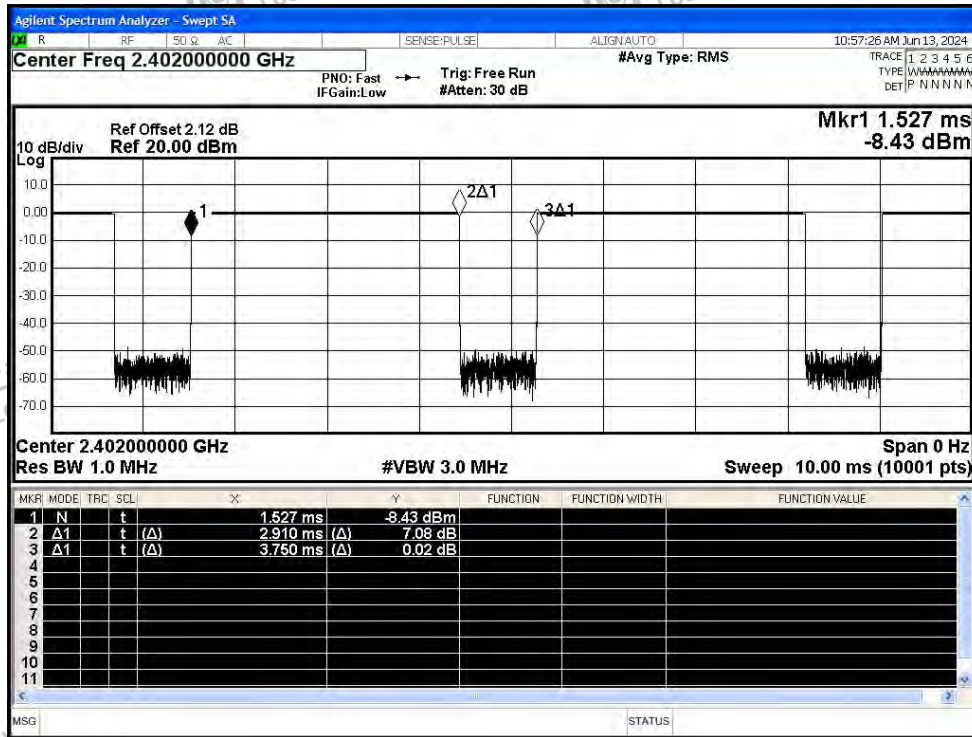 Agilent Spectrum Analyzer - Swept SA
LXI R RF 50 Ω AC SENSE:PULSE ALIGN AUTO 10:57:26 AM Jun 13, 2024
Center Freq 2.402000000 GHz
PNO: Fast
IFGain:Low
Trig: Free Run
#Atten: 30 dB
#Avg Type: RMS
TRACE 1 2 3 4 5 6
TYPE WWWWWW
DET P N N N N N
Mkr1 1.527 ms
-8.43 dBm
Ref Offset 2.12 dB
10 dB/div Ref 20.00 dBm
Log
10.0
0.00
-10.0
-20.0
-30.0
-40.0
-50.0
-60.0
-70.0
1
2Δ1
3Δ1
Center 2.402000000 GHz Span 0 Hz
Res BW 1.0 MHz #VBW 3.0 MHz Sweep 10.00 ms (10001 pts)
MKR MODE TRC SCL X Y FUNCTION FUNCTION WIDTH FUNCTION VALUE
1 N t 1.527 ms -8.43 dBm
2 Δ1 t (Δ) 2.910 ms (Δ) 7.08 dB
3 Δ1 t (Δ) 3.750 ms (Δ) 0.02 dB
4
5
6
7
8
9
10
11
MSG STATUS